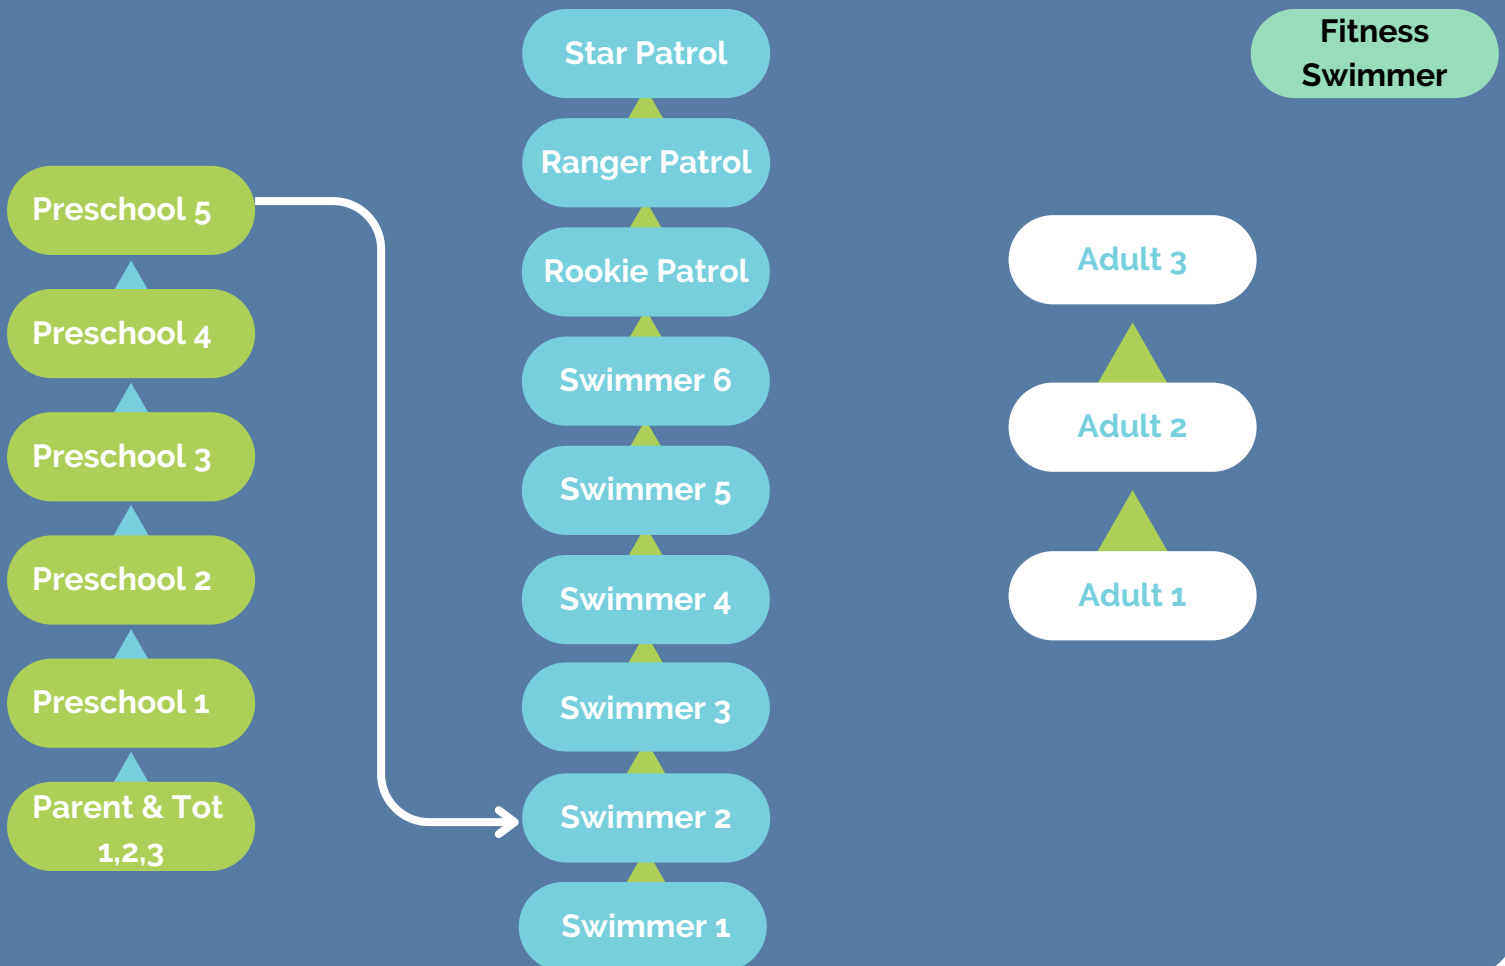 Preschool 5
Preschool 4
Preschool 3
Preschool 2
Preschool 1
Parent & Tot
1,2,3
Star Patrol
Ranger Patrol
Rookie Patrol
Swimmer 6
Swimmer 5
Swimmer 4
Swimmer 3
Swimmer 2
Swimmer 1
Adult 3
Adult 2
Adult 1
Fitness
Swimmer